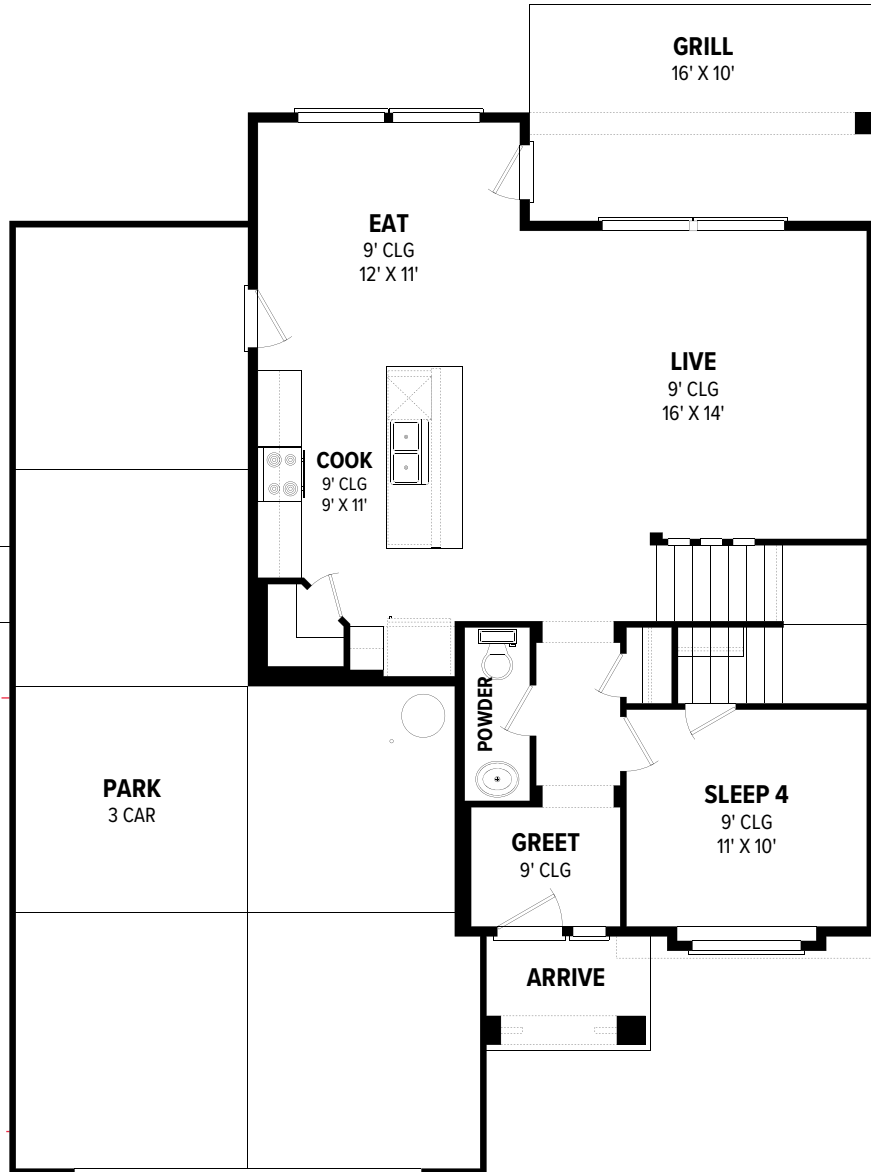 GRILL
16' X 10'
EAT
9' CLG
12' X 11'
LIVE
9' CLG
16' X 14'
COOK
9' CLG
9' X 11'
POWDER
PARK
3 CAR
SLEEP 4
9' CLG
11' X 10'
GREET
9' CLG
ARRIVE